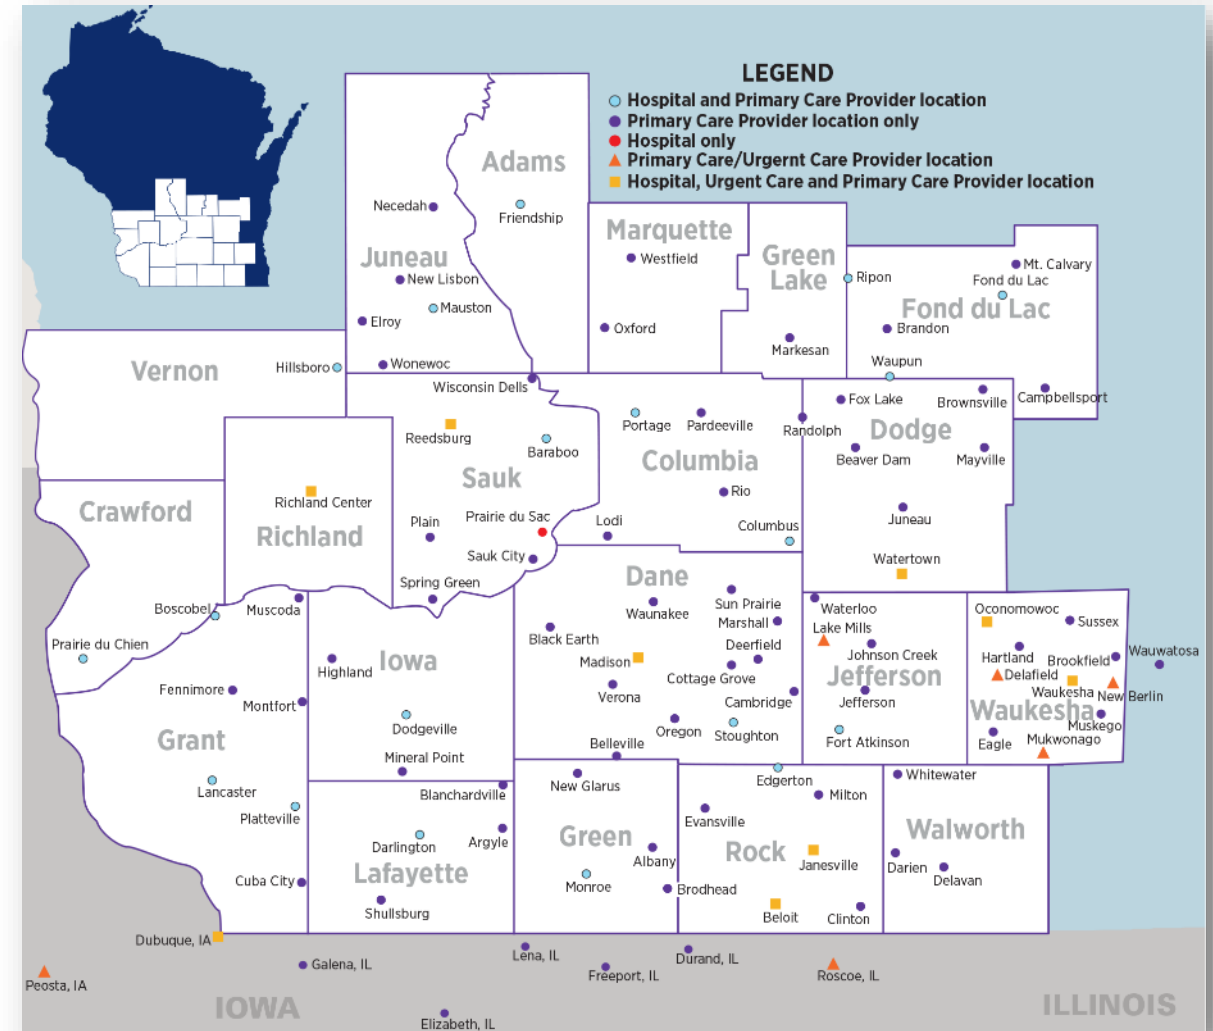 LEGEND
Hospital and Primary Care Provider location
Primary Care Provider location only
Hospital only
Primary Care/Urgernt Care Provider location
Hospital, Urgent Care and Primary Care Provider location
Adams
Necedah
Friendship
Marquette
Juneau
Westfield
Green
Lake
New Lisbon
Mauston
Elroy
Oxford
Wonewoc
Markesan
Ripon
Mt. Calvary
Fond du Lac
Fond du Lac
Brandon
Waupun
Vernon
Hillsboro
Wisconsin Dells
Fox Lake
Brownsville
Campbellsport
Reedsburg
Baraboo
Portage
Pardeeville
Randolph
Dodge
Beaver Dam
Mayville
Sauk
Columbia
Rio
Crawford
Richland Center
Richland
Plain
Prairie du Sac
Lodi
Columbus
Juneau
Sauk City
Watertown
Spring Green
Dane
Boscobel
Muscoda
Waunakee
Sun Prairie
Marshall
Waterloo
Lake Mills
Oconomowoc
Sussex
Prairie du Chien
Black Earth
Deerfield
Johnson Creek
Hartland
Brookfield
Wauwatosa
Highland
Iowa
Madison
Cottage Grove
Jefferson
Delafield
Waukesha
New Berlin
Fennimore
Montfort
Verona
Cambridge
Jefferson
Waukesha
Muskego
Grant
Dodgeville
Oregon
Stoughton
Fort Atkinson
Eagle
Mukwonago
Mineral Point
Belleville
Lancaster
Blanchardville
New Glarus
Edgerton
Whitewater
Platteville
Milton
Evansville
Darlington
Argyle
Green
Albany
Rock
Janesville
Walworth
Darien
Delavan
Cuba City
Lafayette
Monroe
Brodhead
Shullsburg
Beloit
Clinton
Dubuque, IA
Galena, IL
Lena, IL
Freeport, IL
Durand, IL
Roscoe, IL
Peosta, IA
IOWA
ILLINOIS
Elizabeth, IL